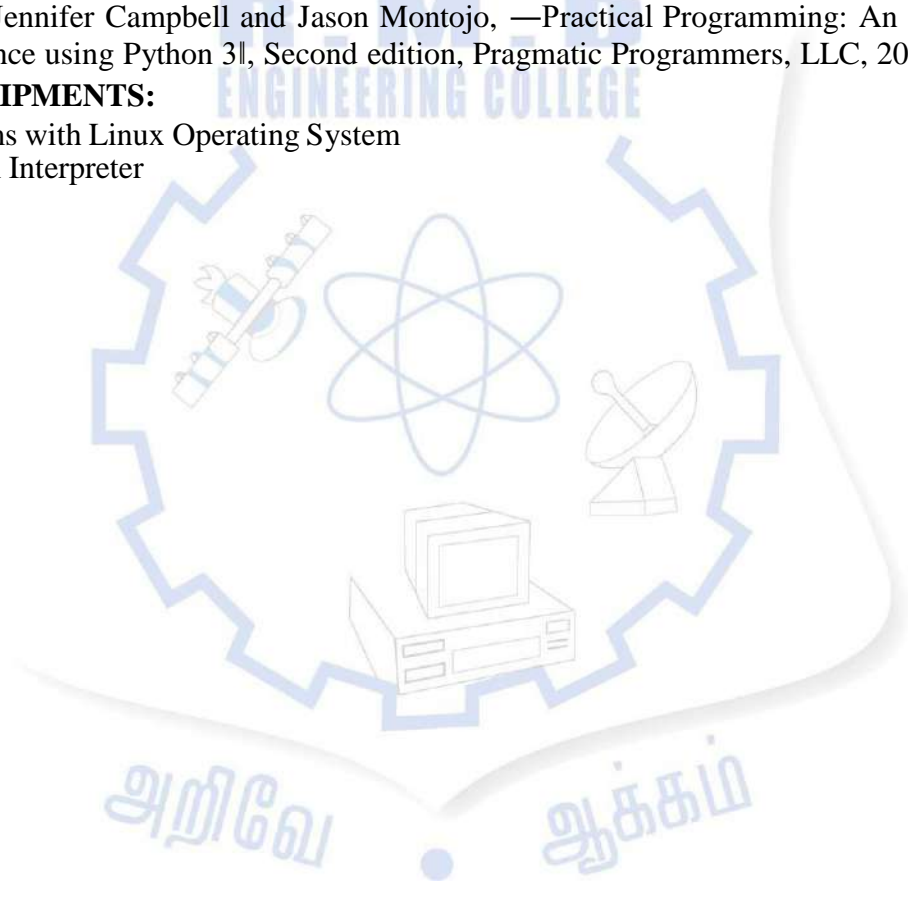 Jennifer Campbell and Jason Montojo, ―Practical Programming: An
nce using Python 3‖, Second edition, Pragmatic Programmers, LLC, 20
IPMENTS:
ENGINEERING COLLEGE
ns with Linux Operating System
Interpreter
அறிவே ஆக்கம்